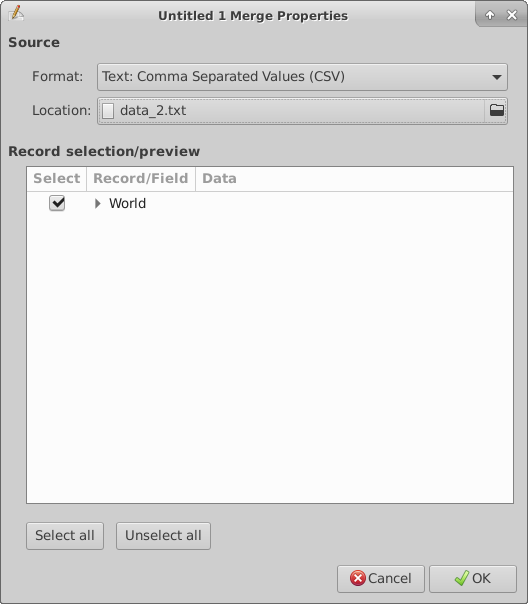 Untitled 1 Merge Properties
Source
Format: Text: Comma Separated Values (CSV)
Location: data_2.txt
Record selection/preview
Select Record/Field Data
World
Select all Unselect all
Cancel OK